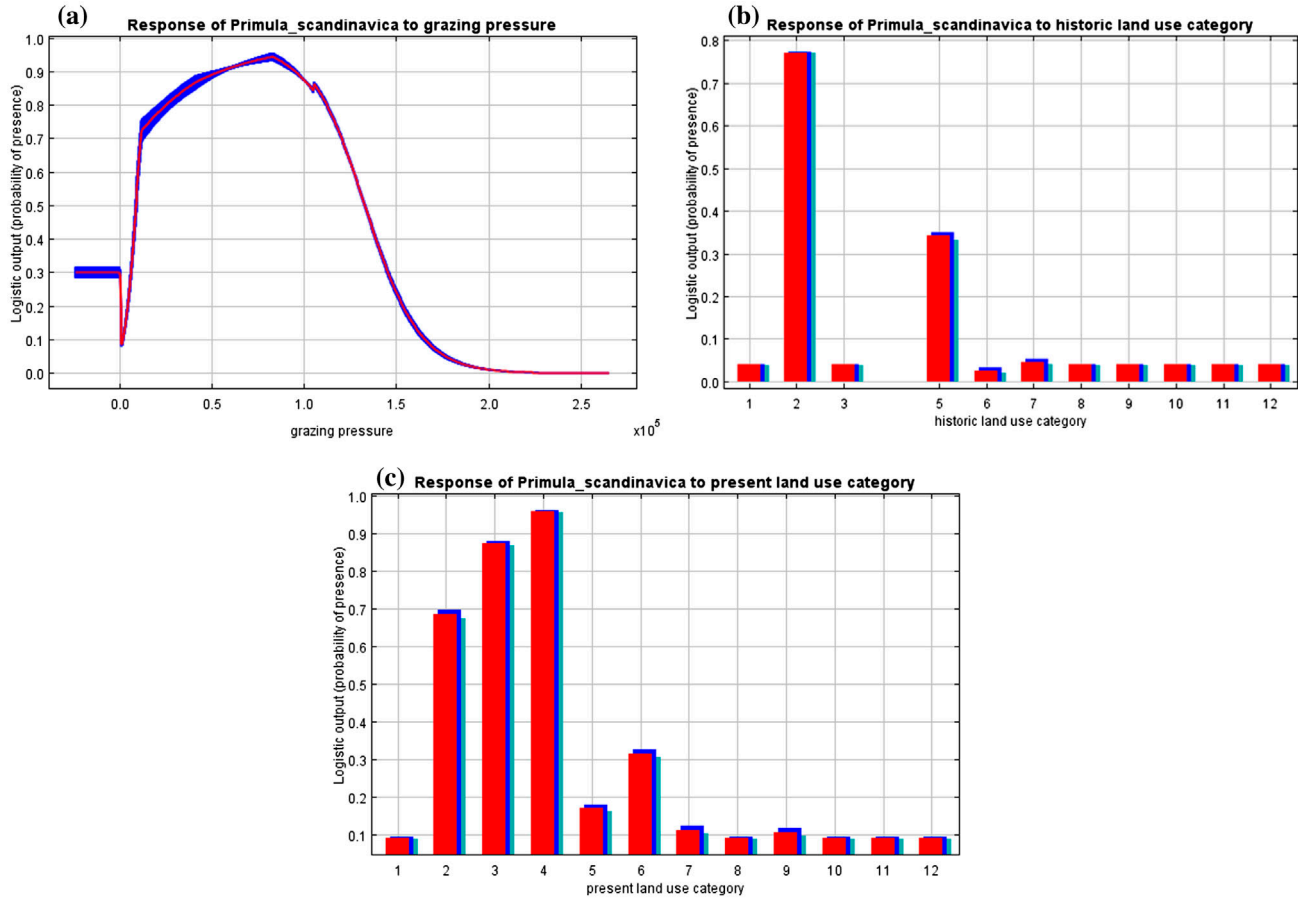 (a)
Response of Primula_scandinavica to grazing pressure
Logistic output (probability of presence)
1.0
0.9
0.8
0.7
0.6
0.5
0.4
0.3
0.2
0.1
0.0
0.0 0.5 1.0 1.5 2.0 2.5
grazing pressure
x10^5
(b)
Response of Primula_scandinavica to historic land use category
Logistic output (probability of presence)
0.8
0.7
0.6
0.5
0.4
0.3
0.2
0.1
0.0
1 2 3 5 6 7 8 9 10 11 12
historic land use category
(c)
Response of Primula_scandinavica to present land use category
Logistic output (probability of presence)
1.0
0.9
0.8
0.7
0.6
0.5
0.4
0.3
0.2
0.1
1 2 3 4 5 6 7 8 9 10 11 12
present land use category